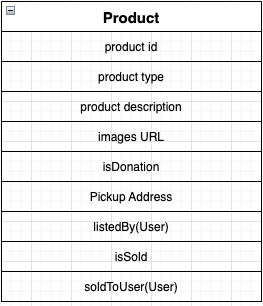 Product
product id
product type
product description
images URL
isDonation
Pickup Address
listedBy(User)
isSold
soldToUser(User)